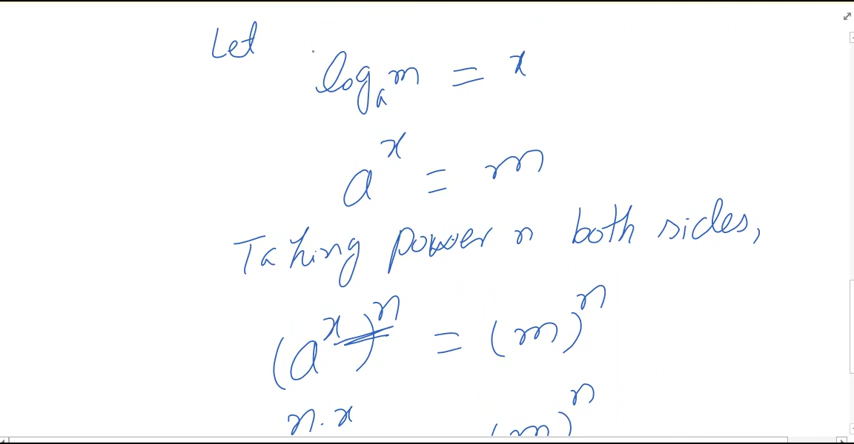 Let
logₐm = x
aˣ = m
Taking power n both sides,
(aˣ)ⁿ = (m)ⁿ
n.x (m)ⁿ